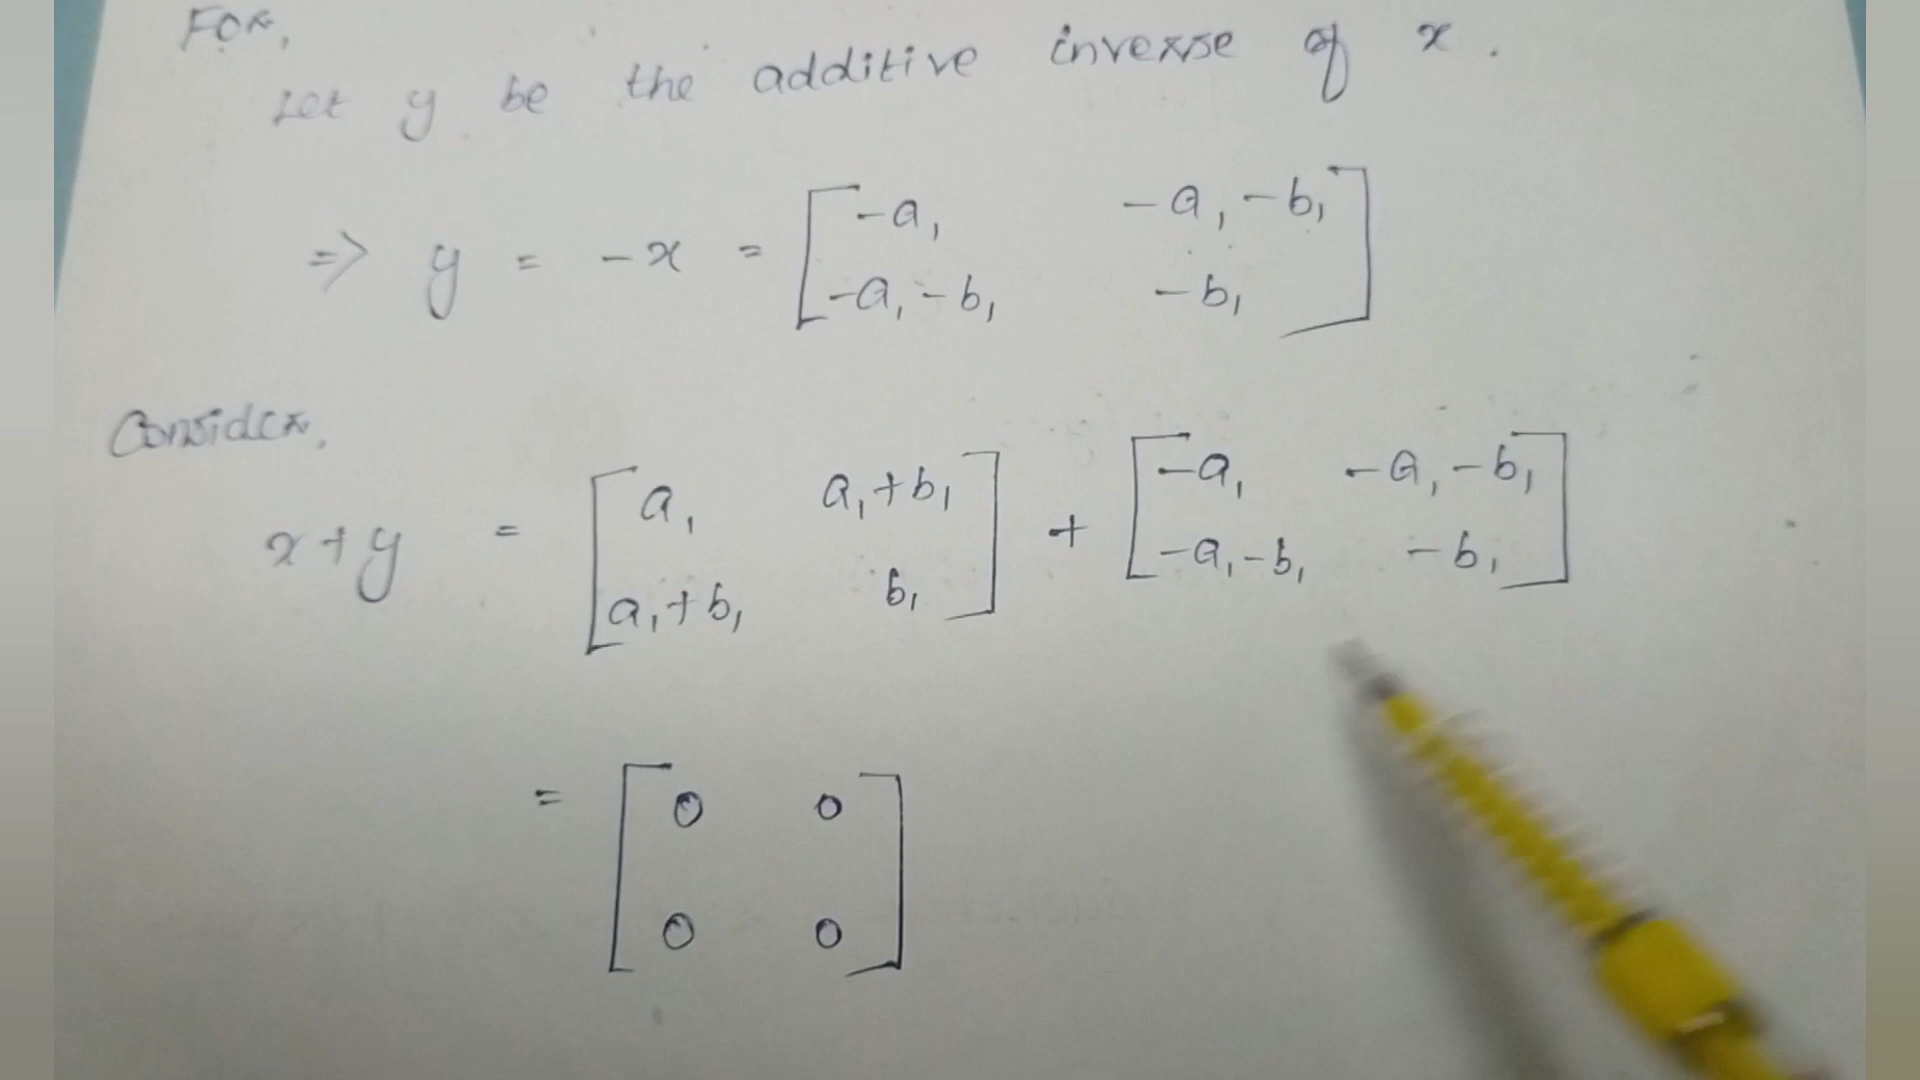 For,
Let y be the additive inverse of x.
⇒ y = -x = [ -a₁  -a₁-b₁
-a₁-b₁  -b₁ ]
Consider,
x+y = [ a₁  a₁+b₁
a₁+b₁  b₁ ] + [ -a₁  -a₁-b₁
-a₁-b₁  -b₁ ]
= [ 0  0
0  0 ]